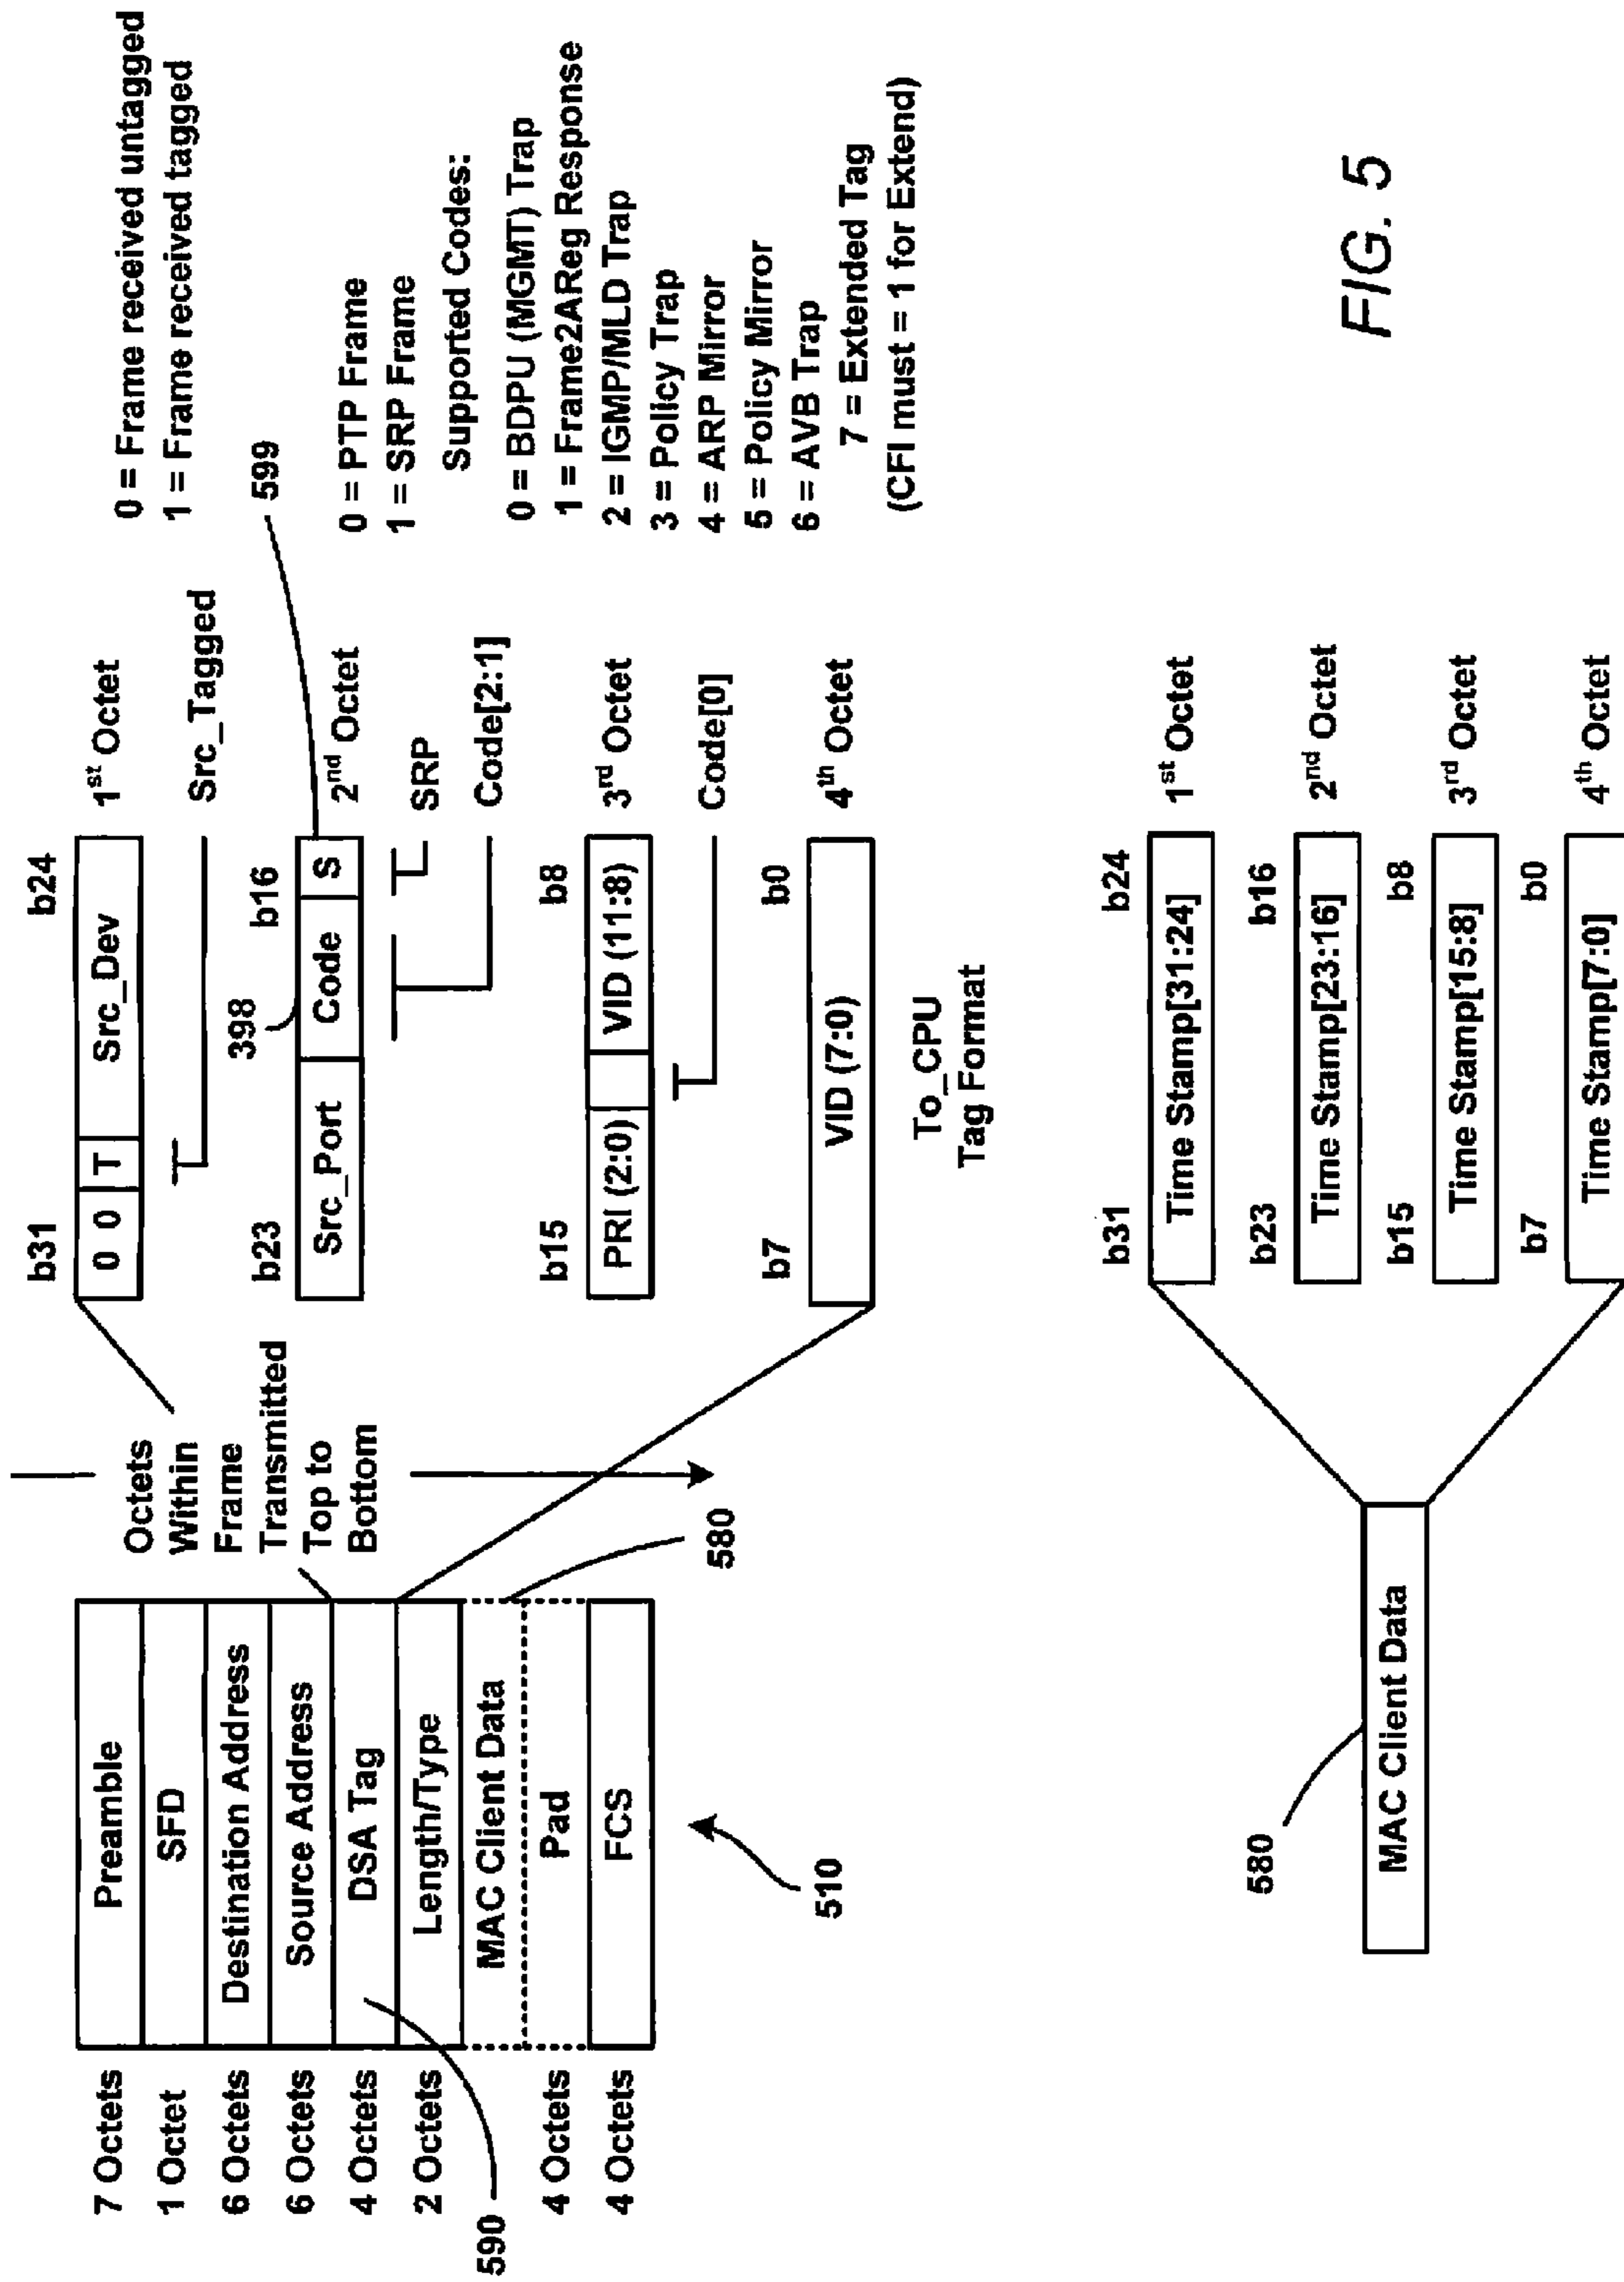 7 Octets
1 Octet
6 Octets
6 Octets
4 Octets
2 Octets
4 Octets
4 Octets
590
Preamble
SFD
Destination Address
Source Address
DSA Tag
Length/Type
MAC Client Data
Pad
FCS
510
580
Octets
Within
Frame
Transmitted
Top to
Bottom
b31
b24
0 0
T
Src_Dev
1st Octet
Src_Tagged
0 = Frame received untagged
1 = Frame received tagged
b23
398
b16
Src_Port
Code
S
2nd Octet
599
SRP
Code[2:1]
0 = PTP Frame
1 = SRP Frame
Supported Codes:
0 = BDPU (MGMT) Trap
1 = Frame2AReg Response
2 = IGMP/MLD Trap
3 = Policy Trap
4 = ARP Mirror
5 = Policy Mirror
6 = AVB Trap
7 = Extended Tag
(CFI must = 1 for Extend)
b15
b8
PRI (2:0)
VID (11:8)
3rd Octet
Code[0]
b7
b0
VID (7:0)
4th Octet
To_CPU
Tag Format
580
MAC Client Data
b31
b24
Time Stamp[31:24]
1st Octet
b23
b16
Time Stamp[23:16]
2nd Octet
b15
b8
Time Stamp[15:8]
3rd Octet
b7
b0
Time Stamp[7:0]
4th Octet
FIG. 5